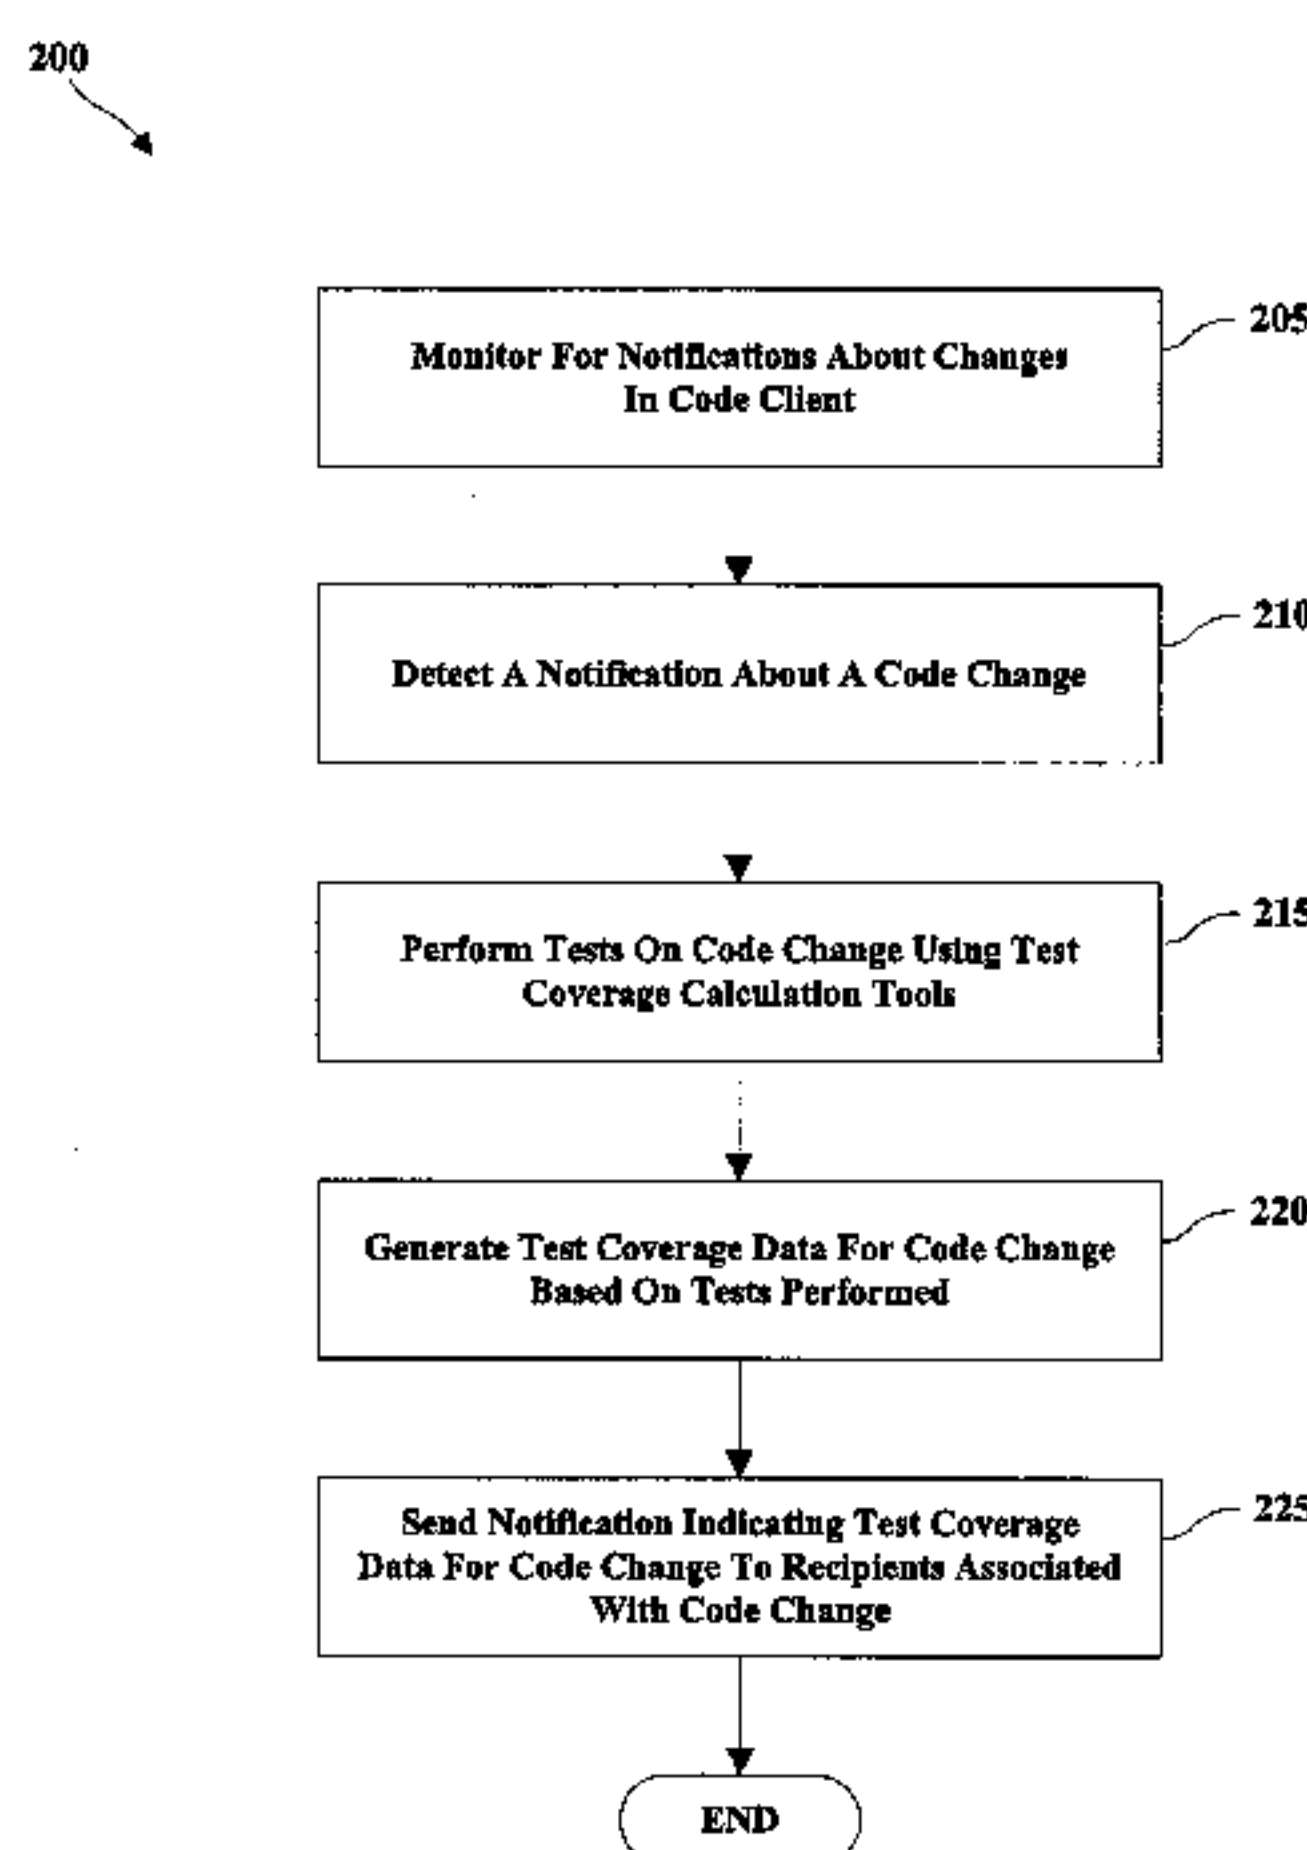 200
Monitor For Notifications About Changes
In Code Client
205
Detect A Notification About A Code Change
210
Perform Tests On Code Change Using Test
Coverage Calculation Tools
215
Generate Test Coverage Data For Code Change
Based On Tests Performed
220
Send Notification Indicating Test Coverage
Data For Code Change To Recipients Associated
With Code Change
225
END